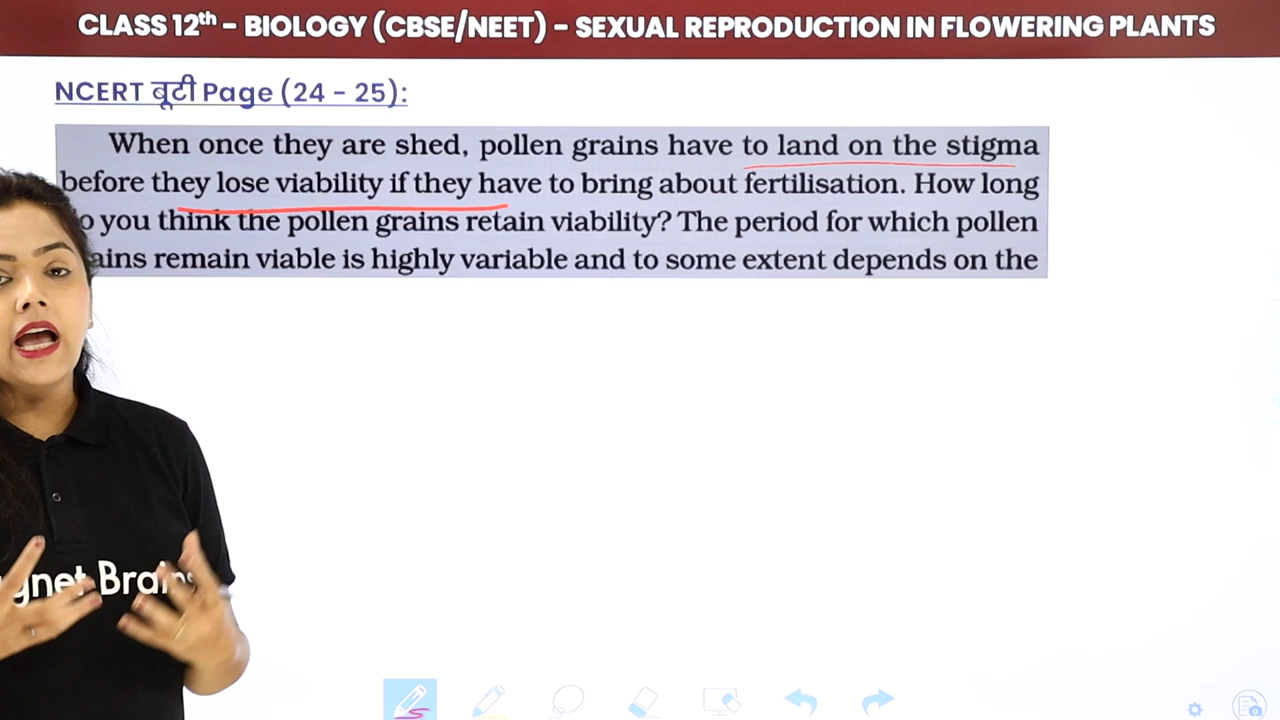 CLASS 12th – BIOLOGY (CBSE/NEET) – SEXUAL REPRODUCTION IN FLOWERING PLANTS
NCERT बूटी Page (24 - 25):
When once they are shed, pollen grains have to land on the stigma
before they lose viability if they have to bring about fertilisation. How long
o you think the pollen grains retain viability? The period for which pollen
ains remain viable is highly variable and to some extent depends on the
gnet Brains